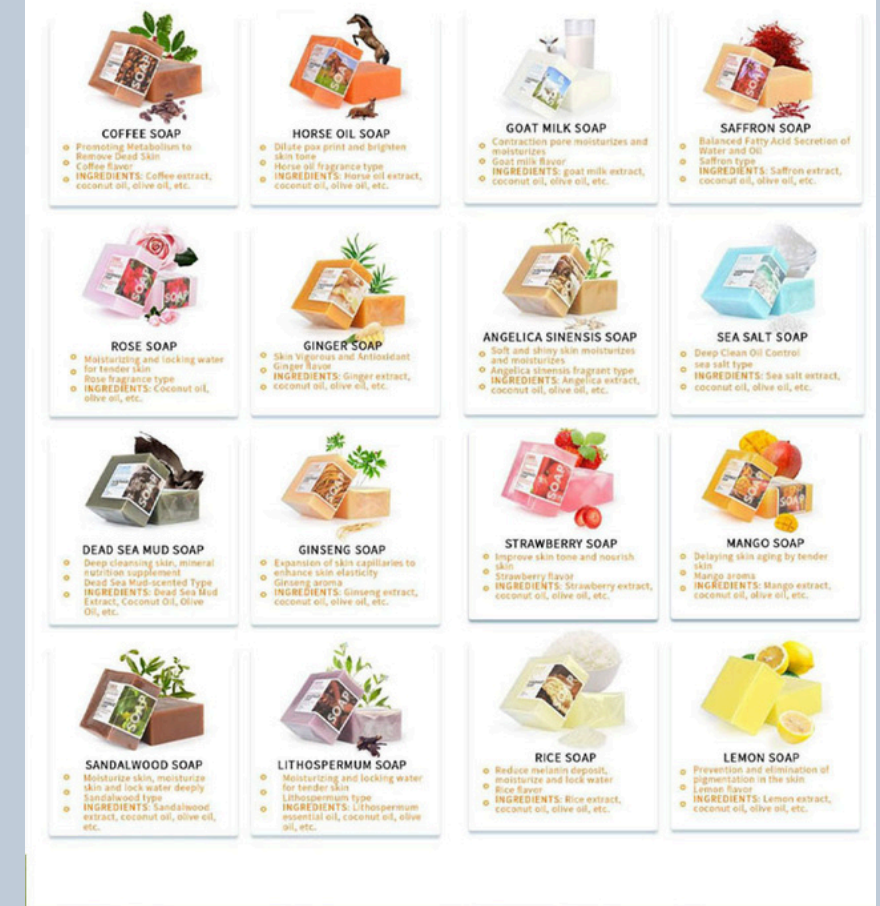 COFFEE SOAP
Promoting Metabolism to
Remove Dead Skin
Coffee flavor
INGREDIENTS: Coffee extract,
coconut oil, olive oil, etc.
HORSE OIL SOAP
Dilute pox print and brighten
skin tone
Horse oil fragrance type
INGREDIENTS: Horse oil extract,
coconut oil, olive oil, etc.
GOAT MILK SOAP
Contraction pore moisturizes and
moisturizes
Goat milk flavor
INGREDIENTS: goat milk extract,
coconut oil, olive oil, etc.
SAFFRON SOAP
Balanced Fatty Acid Secretion of
Water and Oil
Saffron type
INGREDIENTS: Saffron extract,
coconut oil, olive oil, etc.
ROSE SOAP
Moisturizing and locking water
for tender skin
Rose fragrance type
INGREDIENTS: Coconut oil,
olive oil, etc.
GINGER SOAP
Skin Vigorous and Antioxidant
Ginger flavor
INGREDIENTS: Ginger extract,
coconut oil, olive oil, etc.
ANGELICA SINENSIS SOAP
Soft and shiny skin moisturizes
and moisturizes
Angelica sinensis fragrant type
INGREDIENTS: Angelica extract,
coconut oil, olive oil, etc.
SEA SALT SOAP
Deep Clean Oil Control
sea salt type
INGREDIENTS: Sea salt extract,
coconut oil, olive oil, etc.
DEAD SEA MUD SOAP
Deep cleansing skin, mineral
nutrition supplement
Dead Sea Mud-scented Type
INGREDIENTS: Dead Sea Mud
Extract, Coconut Oil, Olive
Oil, etc.
GINSENG SOAP
Expansion of skin capillaries to
enhance skin elasticity
Ginseng aroma
INGREDIENTS: Ginseng extract,
coconut oil, olive oil, etc.
STRAWBERRY SOAP
Improve skin tone and nourish
skin
Strawberry flavor
INGREDIENTS: Strawberry extract,
coconut oil, olive oil, etc.
MANGO SOAP
Delaying skin aging by tender
skin
Mango aroma
INGREDIENTS: Mango extract,
coconut oil, olive oil, etc.
SANDALWOOD SOAP
Moisturize skin, moisturize
skin and lock water deeply
Sandalwood type
INGREDIENTS: Sandalwood
extract, coconut oil, olive oil,
etc.
LITHOSPERMUM SOAP
Moisturizing and locking water
for tender skin
Lithospermum type
INGREDIENTS: Lithospermum
essential oil, coconut oil, olive
oil, etc.
RICE SOAP
Reduce melanin deposit,
moisturize and lock water
Rice flavor
INGREDIENTS: Rice extract,
coconut oil, olive oil, etc.
LEMON SOAP
Prevention and elimination of
pigmentation in the skin
Lemon flavor
INGREDIENTS: Lemon extract,
coconut oil, olive oil, etc.